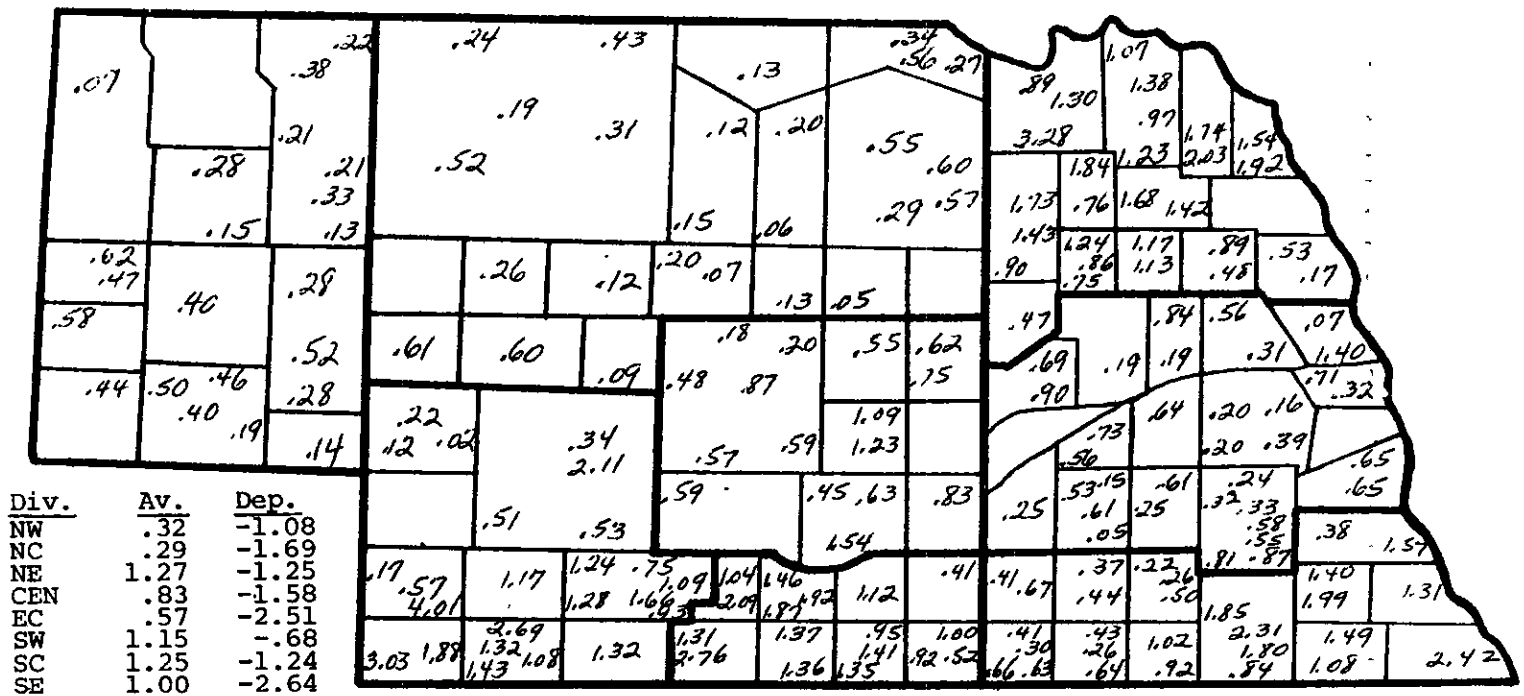 .22 .24 .43 .34
.56 .27 1.07
.07 .38 .13 .89 1.30 1.38
.19 .97
.21 .31 .12 .20 .55 3.28 1.23 1.74 1.54
2.03 1.92
.28 .21 .52 .60 1.84
.33 .29 .57 1.73 .76 1.68 1.42
.15 .13 .15 .06 1.43 1.24 1.17 .89 .53
.62 .26 .12 .20 .07 .90 .86 1.13 .48 .17
.47 .28 .75
.40 .13 .05
.58 .61 .60 .18 .20 .55 .62 .47 .84 .56 .07
.52 .09 .48 .87 .15 .69 .19 .19 .31 1.40
.44 .50 .46 .28 .90 .71 .32
.40 .22 1.09 .64 .20 .16
.19 .12 .02 .34 .59 1.23 .73 .20 .39
.14 2.11 .57 .56 .65
.59 .45 .63 .83 .53 .15 .61 .24 .65
.51 .53 1.54 .25 .61 .25 .32 .33
.05 .58 .38
.55 1.57
.17 .57 1.17 1.24 .75 1.09 1.04 1.46 1.12 .41 .41 .67 .37 .22 .81 .87 1.40 1.31
4.01 1.28 1.66 .93 2.09 1.87 1.92 .44 .26 .50 1.99
2.69 1.85
3.03 1.88 1.32 1.32 1.31 1.37 .95 1.00 .41 .43 1.02 2.31 1.49
1.43 1.08 2.76 1.36 1.41 .92 .52 .30 .26 .92 1.80 1.08 2.42
1.35 .66 .63 .64 .84
Div. Av. Dep.
NW .32 -1.08
NC .29 -1.69
NE 1.27 -1.25
CEN .83 -1.58
EC .57 -2.51
SW 1.15 -.68
SC 1.25 -1.24
SE 1.00 -2.64